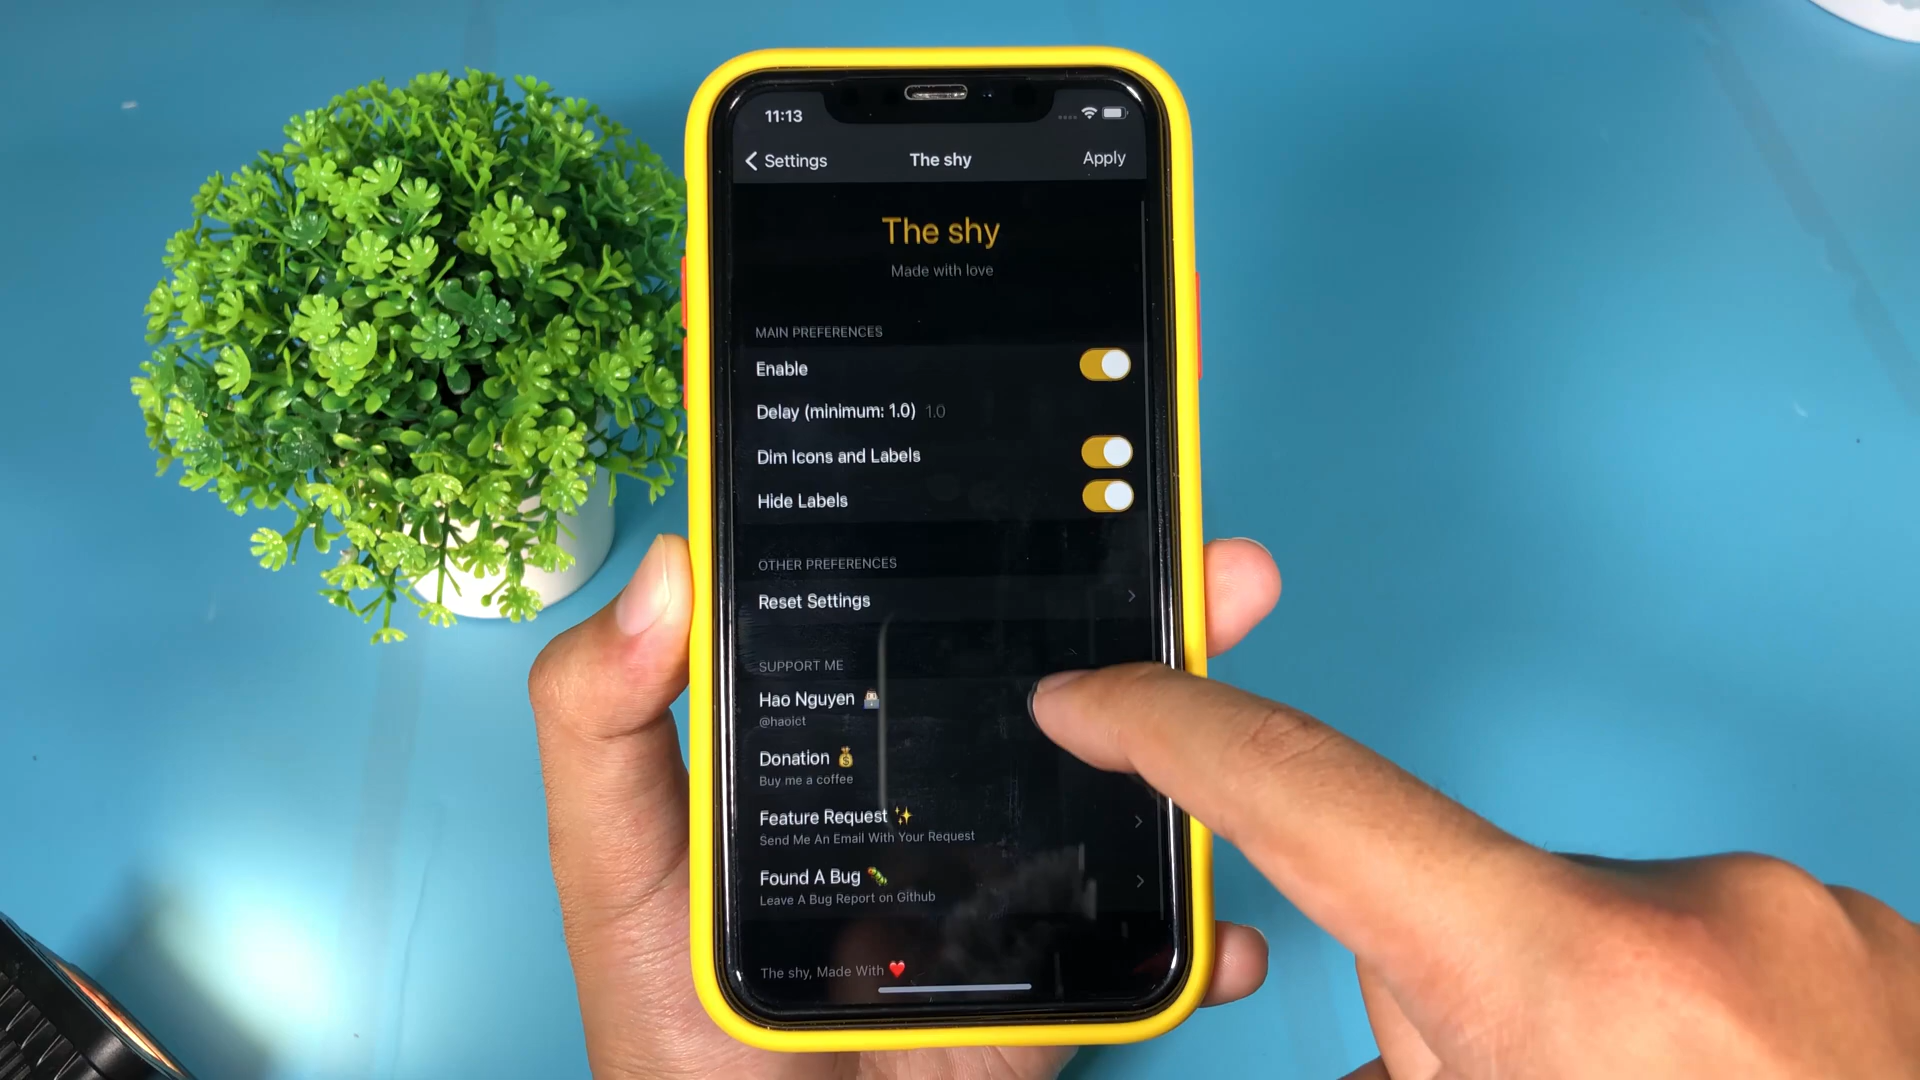 11:13
Settings
The shy
Apply
The shy
Made with love
MAIN PREFERENCES
Enable
Delay (minimum: 1.0) 1.0
Dim Icons and Labels
Hide Labels
OTHER PREFERENCES
Reset Settings
SUPPORT ME
Hao Nguyen
@haoict
Donation
Buy me a coffee
Feature Request
Send Me An Email With Your Request
Found A Bug
Leave A Bug Report on Github
The shy, Made With ❤️